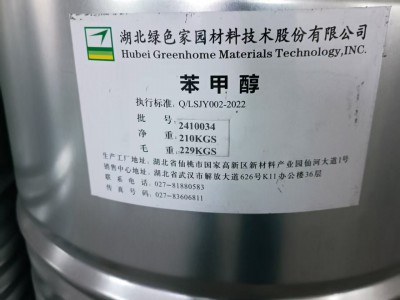 湖北绿色家园材料技术股份有限公司
Hubei Greenhome Materials Technology,INC.
苯甲醇
执行标准. Q/LSJY002-2022
批 号: 2410034
净 重: 210KGS
毛 重: 229KGS
生产工厂地址: 湖北省仙桃市国家高新区新材料产业园仙河大道1号
销售中心地址: 湖北省武汉市解放大道626号K11办公楼36层
联系电话: 027-81880583
传真号码: 027-83606811